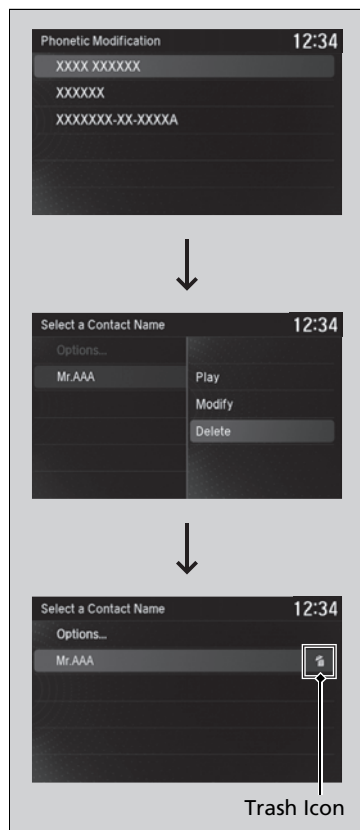 Phonetic Modification 12:34
XXXX XXXXXX
XXXXXX
XXXXXXX-XX-XXXXA
Select a Contact Name 12:34
Options...
Mr.AAA Play
Modify
Delete
Select a Contact Name 12:34
Options...
Mr.AAA
Trash Icon